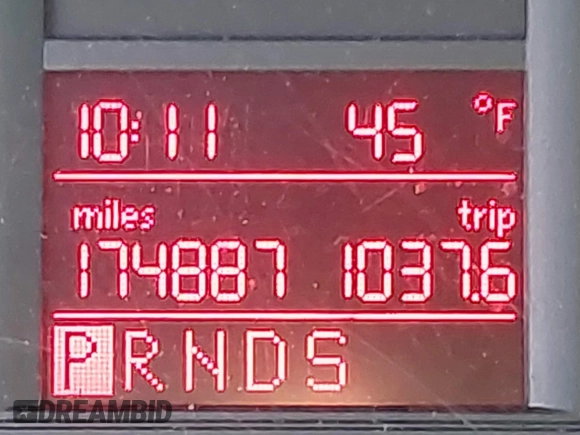 10:11 45 °F
miles trip
174887 1037.6
PRNDS
DREAMBID